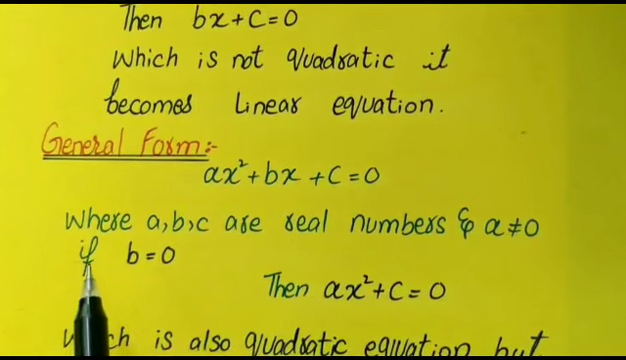 Then bx+C=0
Which is not quadratic it
becomes Linear equation.
General Form:-
ax²+bx+C=0
Where a,b,c are real numbers & a≠0
if b=0
Then ax²+C=0
is also quadratic equation but